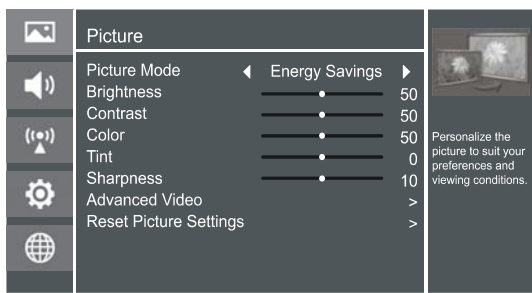 Picture
Picture Mode Energy Savings
Brightness 50
Contrast 50
Color 50
Tint 0
Sharpness 10
Advanced Video >
Reset Picture Settings >
Personalize the
picture to suit your
preferences and
viewing conditions.